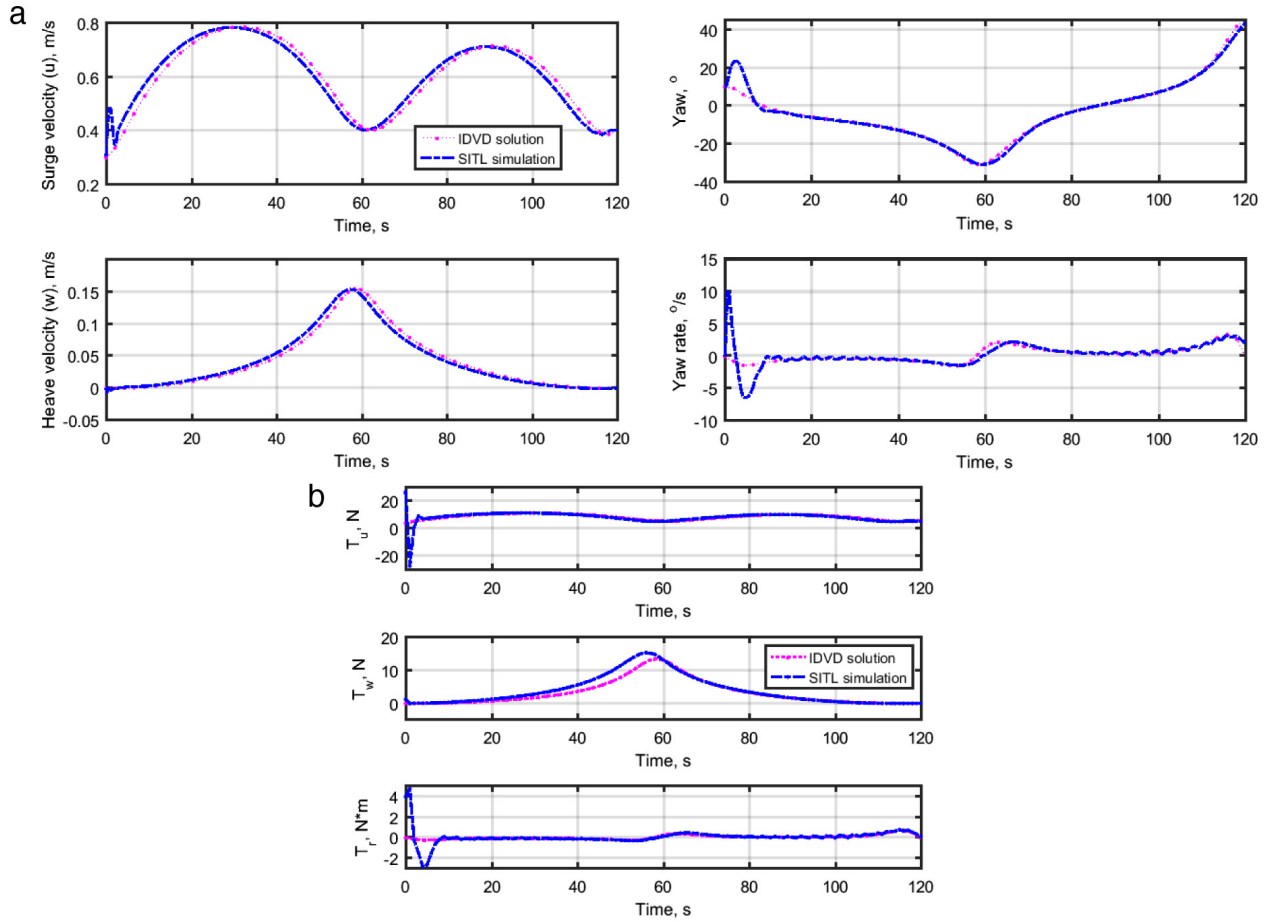 a
Surge velocity (u), m/s
0.8
0.6
0.4
0.2
0 20 40 60 80 100 120
Time, s
IDVD solution
SITL simulation
Yaw, °
40
20
0
-20
-40
0 20 40 60 80 100 120
Time, s
Heave velocity (w), m/s
0.15
0.1
0.05
0
-0.05
0 20 40 60 80 100 120
Time, s
Yaw rate, °/s
15
10
5
0
-5
-10
0 20 40 60 80 100 120
Time, s
b
T_u, N
20
0
-20
0 20 40 60 80 100 120
Time, s
T_w, N
20
10
0
0 20 40 60 80 100 120
Time, s
IDVD solution
SITL simulation
T_r, N*m
4
2
0
-2
0 20 40 60 80 100 120
Time, s